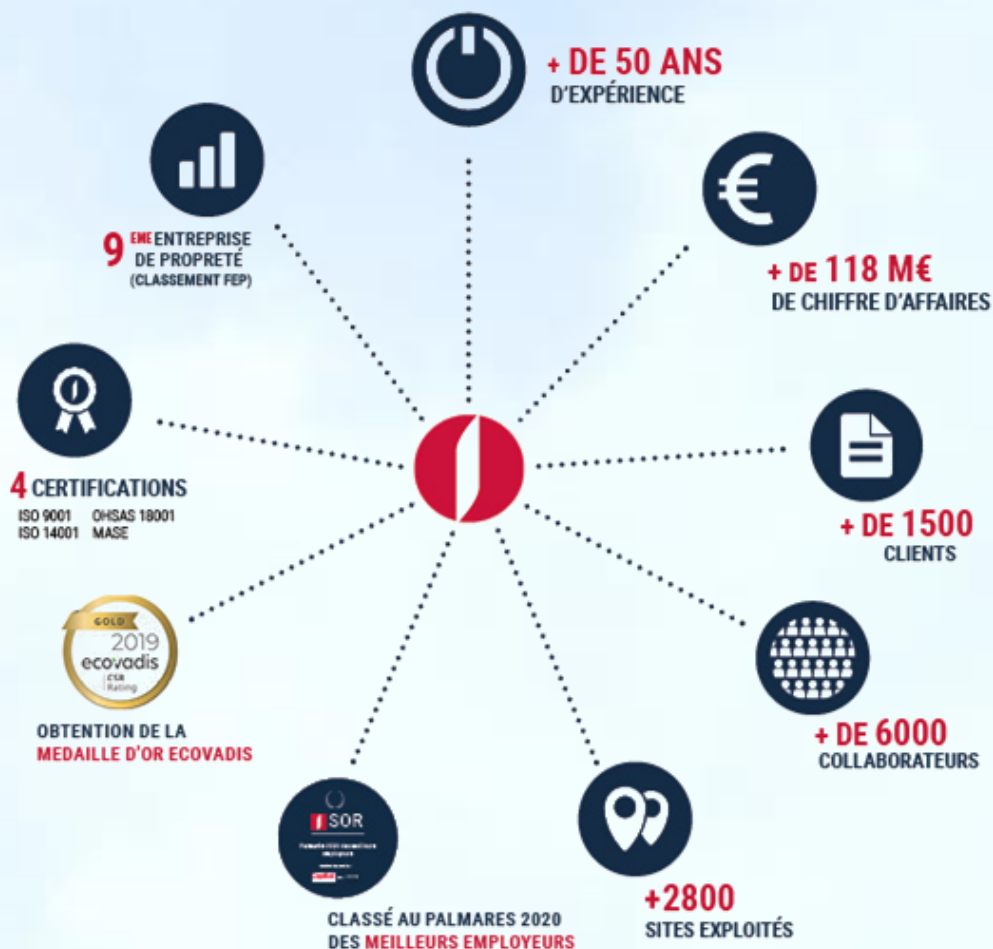 + DE 50 ANS
D'EXPÉRIENCE
+ DE 118 M€
DE CHIFFRE D'AFFAIRES
+ DE 1500
CLIENTS
+ DE 6000
COLLABORATEURS
+2800
SITES EXPLOITÉS
SOR
CLASSÉ AU PALMARES 2020
DES MEILLEURS EMPLOYEURS
GOLD
2019
ecovadis
CSR
Rating
OBTENTION DE LA
MEDAILLE D'OR ECOVADIS
4 CERTIFICATIONS
ISO 9001 OHSAS 18001
ISO 14001 MASE
9 EME ENTREPRISE
DE PROPRETÉ
(CLASSEMENT FEP)